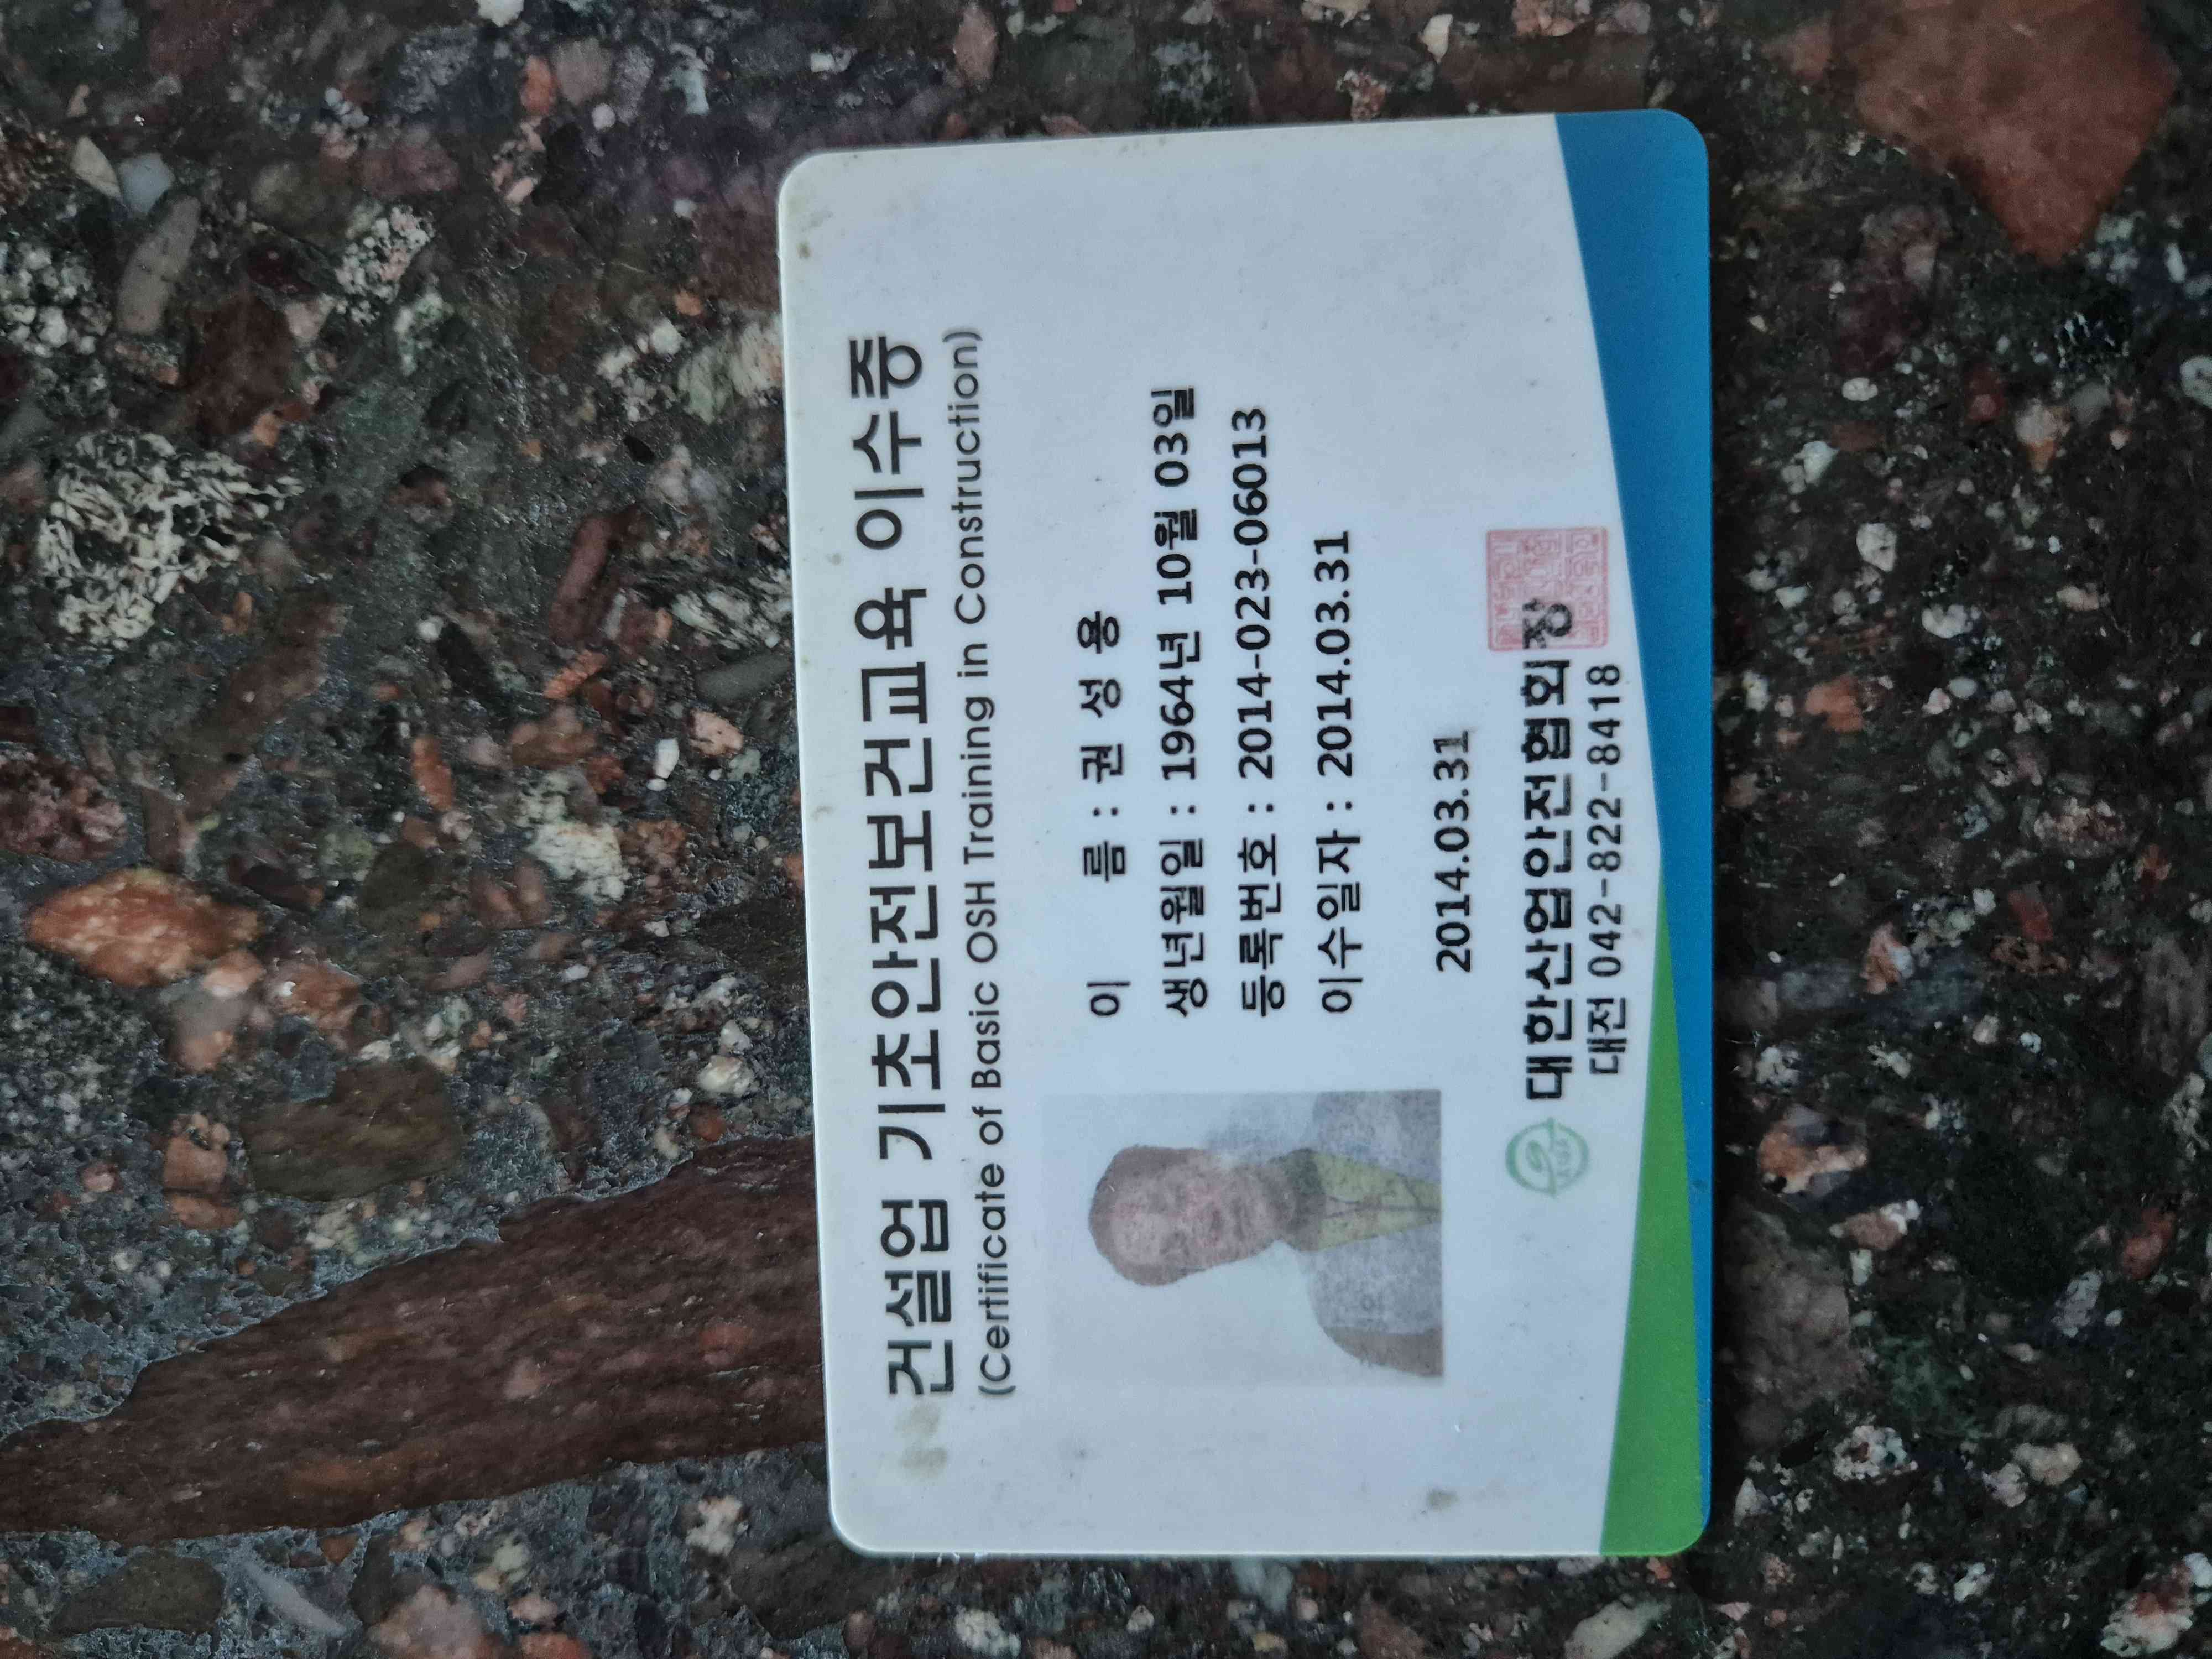 건설업 기초안전보건교육 이수증
(Certificate of Basic OSH Training in Construction)
이 름 : 권 성 용
생년월일 : 1964년 10월 03일
등록번호 : 2014-023-06013
이수일자 : 2014.03.31
2014.03.31
대한산업안전협회장
대전 042-822-8418